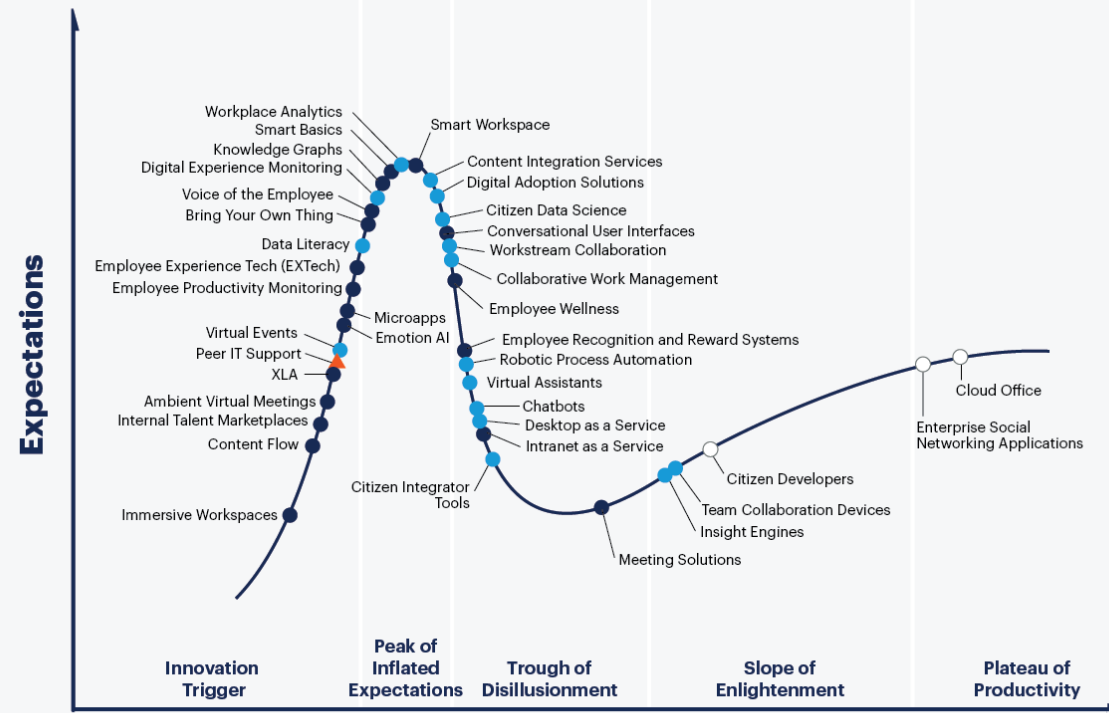 Expectations
Workplace Analytics
Smart Basics
Knowledge Graphs
Digital Experience Monitoring
Voice of the Employee
Bring Your Own Thing
Data Literacy
Employee Experience Tech (EXTech)
Employee Productivity Monitoring
Microapps
Emotion AI
Virtual Events
Peer IT Support
XLA
Ambient Virtual Meetings
Internal Talent Marketplaces
Content Flow
Immersive Workspaces
Smart Workspace
Content Integration Services
Digital Adoption Solutions
Citizen Data Science
Conversational User Interfaces
Workstream Collaboration
Collaborative Work Management
Employee Wellness
Employee Recognition and Reward Systems
Robotic Process Automation
Virtual Assistants
Chatbots
Desktop as a Service
Intranet as a Service
Citizen Integrator
Tools
Meeting Solutions
Insight Engines
Team Collaboration Devices
Citizen Developers
Enterprise Social
Networking Applications
Cloud Office
Innovation
Trigger
Peak of
Inflated
Expectations
Trough of
Disillusionment
Slope of
Enlightenment
Plateau of
Productivity